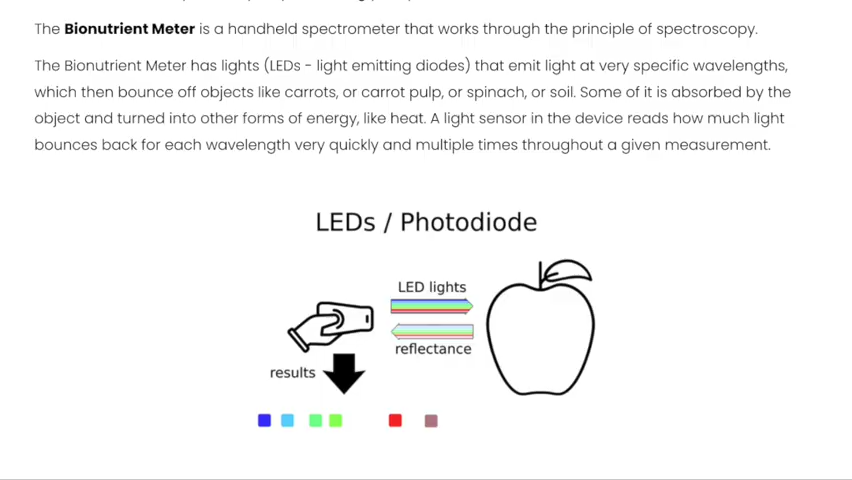 The Bionutrient Meter is a handheld spectrometer that works through the principle of spectroscopy.
The Bionutrient Meter has lights (LEDs - light emitting diodes) that emit light at very specific wavelengths,
which then bounce off objects like carrots, or carrot pulp, or spinach, or soil. Some of it is absorbed by the
object and turned into other forms of energy, like heat. A light sensor in the device reads how much light
bounces back for each wavelength very quickly and multiple times throughout a given measurement.
LEDs / Photodiode
LED lights
reflectance
results